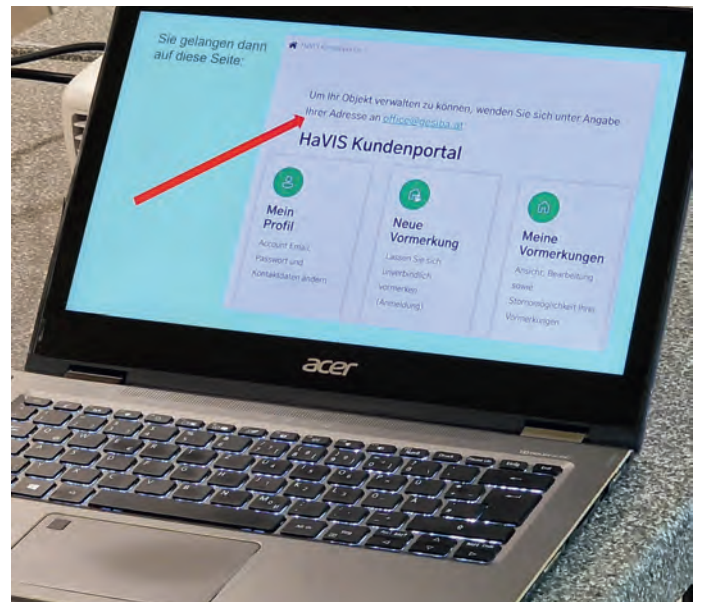 Sie gelangen dann
auf diese Seite:
HaVIS Kundenportal
Um Ihr Objekt verwalten zu können, wenden Sie sich unter Angabe
Ihrer Adresse an office@gesiba.at
HaVIS Kundenportal
Mein
Profil
Account Email,
Passwort und
Kontaktdaten ändern
Neue
Vormerkung
Lassen Sie sich
unverbindlich
vormerken
(Anmeldung)
Meine
Vormerkungen
Ansicht, Bearbeitung
sowie
Stornomöglichkeit Ihrer
Vormerkungen
acer